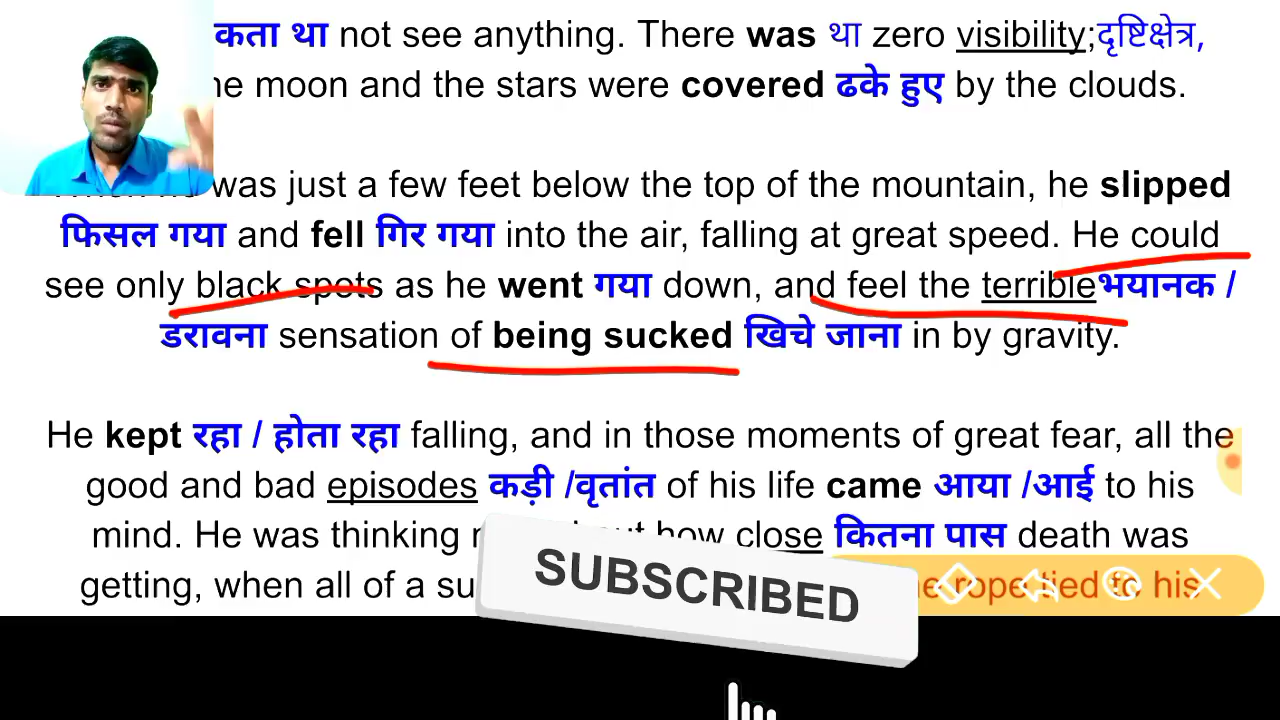 कता था not see anything. There was था zero visibility;दृष्टिक्षेत्र,
moon and the stars were covered ढके हुए by the clouds.
was just a few feet below the top of the mountain, he slipped
फिसल गया and fell गिर गया into the air, falling at great speed. He could
see only black spots as he went गया down, and feel the terribleभयानक /
डरावना sensation of being sucked खिचे जाना in by gravity.
He kept रहा / होता रहा falling, and in those moments of great fear, all the
good and bad episodes कड़ी /वृतांत of his life came आया /आई to his
mind. He was thinking how close कितना पास death was
getting, when all of a rope tied to his
SUBSCRIBED